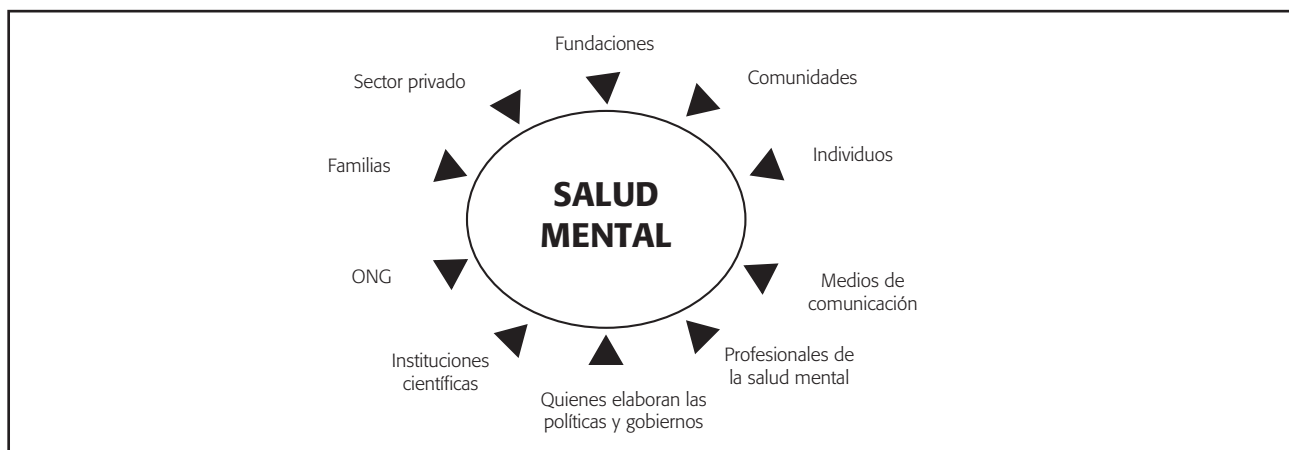 Fundaciones
Sector privado
Comunidades
Familias
Individuos
SALUD
MENTAL
ONG
Medios de
comunicación
Instituciones
científicas
Profesionales de
la salud mental
Quienes elaboran las
políticas y gobiernos